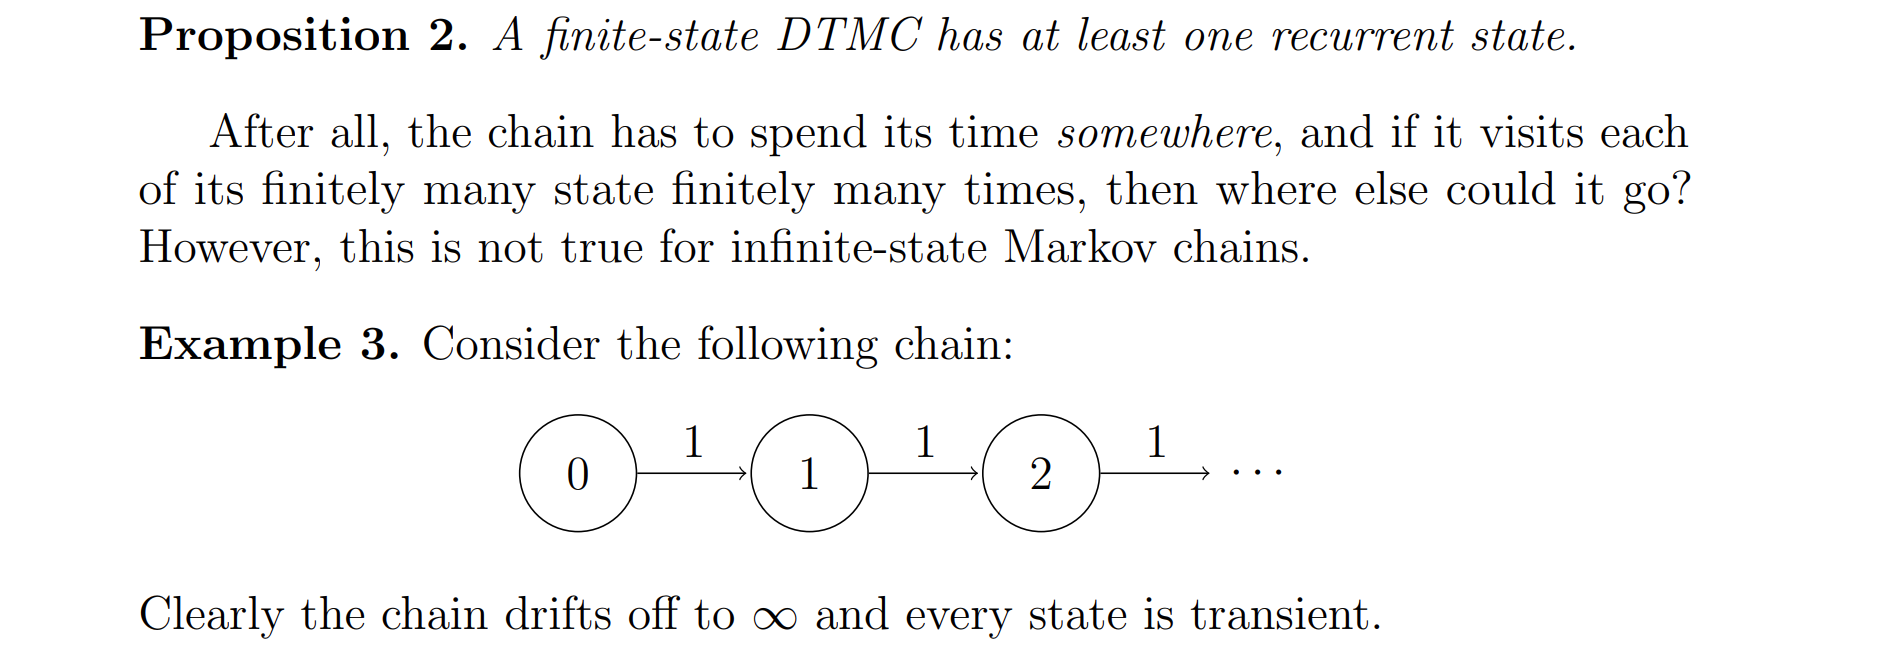 Proposition 2. A finite-state DTMC has at least one recurrent state.
After all, the chain has to spend its time somewhere, and if it visits each
of its finitely many state finitely many times, then where else could it go?
However, this is not true for infinite-state Markov chains.
Example 3. Consider the following chain:
0 1 1 1 2 1 ···
Clearly the chain drifts off to ∞ and every state is transient.